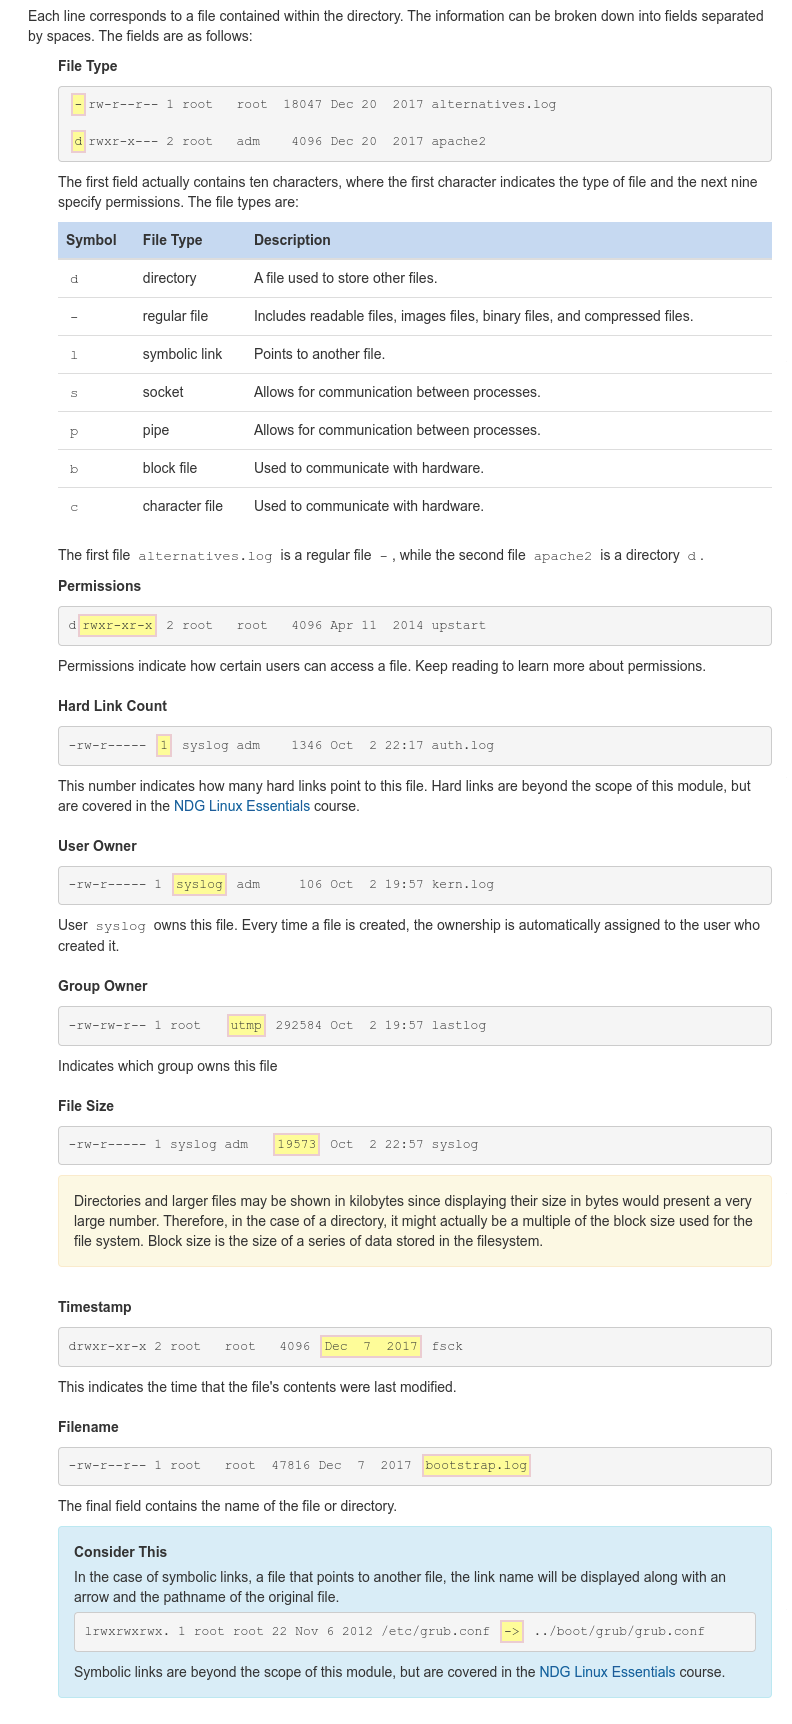 Each line corresponds to a file contained within the directory. The information can be broken down into fields separated
by spaces. The fields are as follows:
File Type
-rw-r--r-- 1 root   root  18047 Dec 20  2017 alternatives.log
drwxr-x--- 2 root   adm    4096 Dec 20  2017 apache2
The first field actually contains ten characters, where the first character indicates the type of file and the next nine
specify permissions. The file types are:
Symbol File Type Description
d directory A file used to store other files.
- regular file Includes readable files, images files, binary files, and compressed files.
l symbolic link Points to another file.
s socket Allows for communication between processes.
p pipe Allows for communication between processes.
b block file Used to communicate with hardware.
c character file Used to communicate with hardware.
The first file alternatives.log is a regular file - , while the second file apache2 is a directory d .
Permissions
drwxr-xr-x 2 root   root   4096 Apr 11  2014 upstart
Permissions indicate how certain users can access a file. Keep reading to learn more about permissions.
Hard Link Count
-rw-r----- 1 syslog adm    1346 Oct  2 22:17 auth.log
This number indicates how many hard links point to this file. Hard links are beyond the scope of this module, but
are covered in the NDG Linux Essentials course.
User Owner
-rw-r----- 1 syslog adm     106 Oct  2 19:57 kern.log
User syslog owns this file. Every time a file is created, the ownership is automatically assigned to the user who
created it.
Group Owner
-rw-rw-r-- 1 root   utmp 292584 Oct  2 19:57 lastlog
Indicates which group owns this file
File Size
-rw-r----- 1 syslog adm   19573 Oct  2 22:57 syslog
Directories and larger files may be shown in kilobytes since displaying their size in bytes would present a very
large number. Therefore, in the case of a directory, it might actually be a multiple of the block size used for the
file system. Block size is the size of a series of data stored in the filesystem.
Timestamp
drwxr-xr-x 2 root   root   4096 Dec  7  2017 fsck
This indicates the time that the file's contents were last modified.
Filename
-rw-r--r-- 1 root   root  47816 Dec  7  2017 bootstrap.log
The final field contains the name of the file or directory.
Consider This
In the case of symbolic links, a file that points to another file, the link name will be displayed along with an
arrow and the pathname of the original file.
lrwxrwxrwx. 1 root root 22 Nov 6 2012 /etc/grub.conf -> ../boot/grub/grub.conf
Symbolic links are beyond the scope of this module, but are covered in the NDG Linux Essentials course.